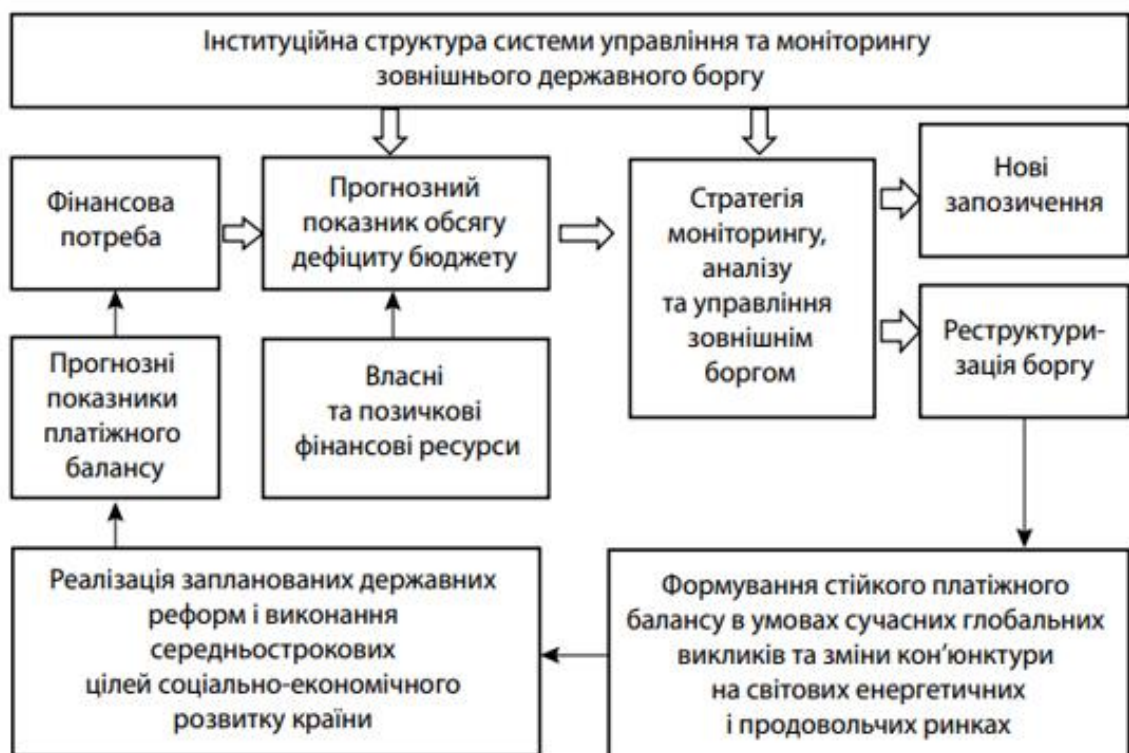 Інституційна структура системи управління та моніторингу
зовнішнього державного боргу
Фінансова
потреба
Прогнозний
показник обсягу
дефіциту бюджету
Стратегія
моніторингу,
аналізу
та управління
зовнішнім
боргом
Нові
запозичення
Реструктури-
зація боргу
Прогнозні
показники
платіжного
балансу
Власні
та позичкові
фінансові ресурси
Реалізація запланованих державних
реформ і виконання
середньострокових
цілей соціально-економічного
розвитку країни
Формування стійкого платіжного
балансу в умовах сучасних глобальних
викликів та зміни кон’юнктури
на світових енергетичних
і продовольчих ринках